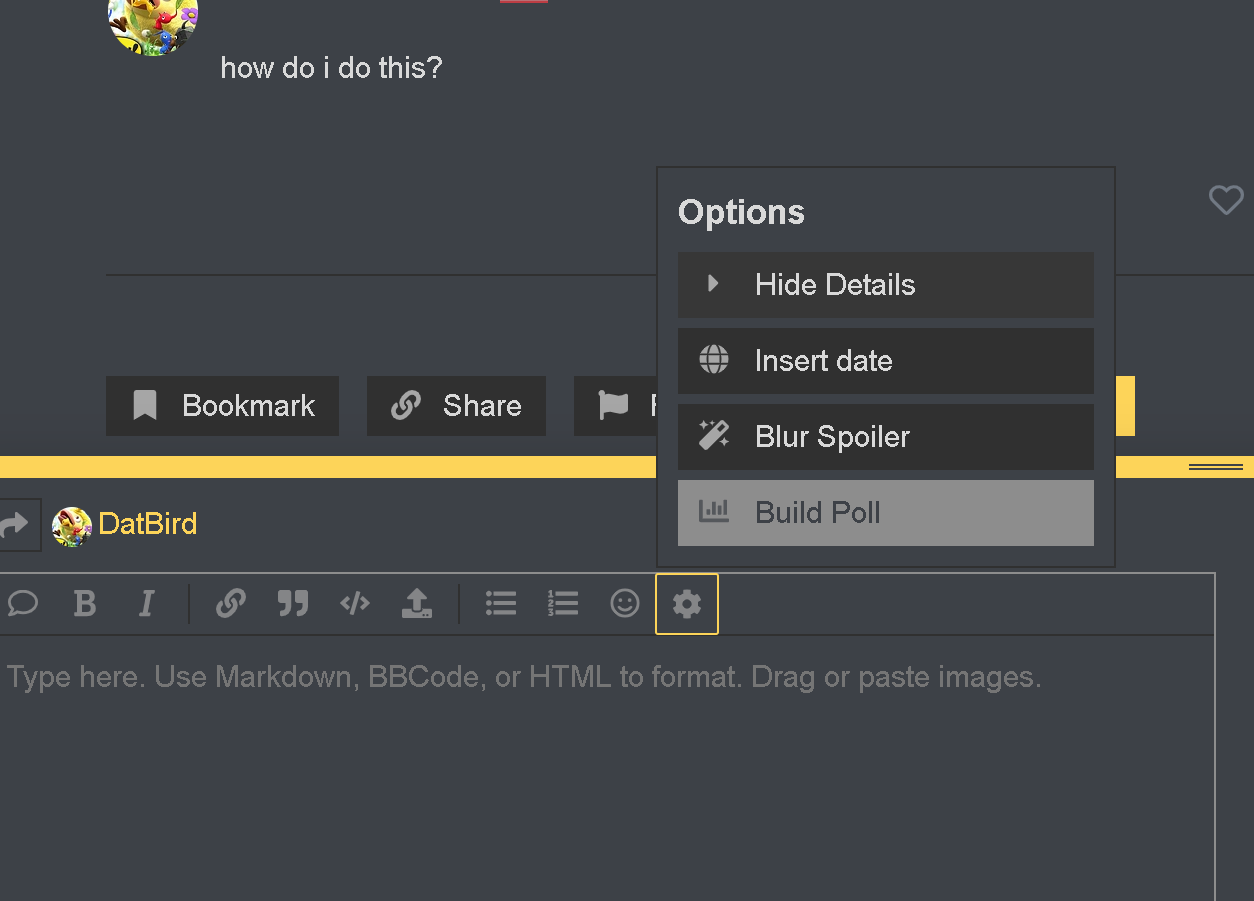 how do i do this?
Options
Hide Details
Insert date
Blur Spoiler
Build Poll
Bookmark
Share
DatBird
B I
Type here. Use Markdown, BBCode, or HTML to format. Drag or paste images.